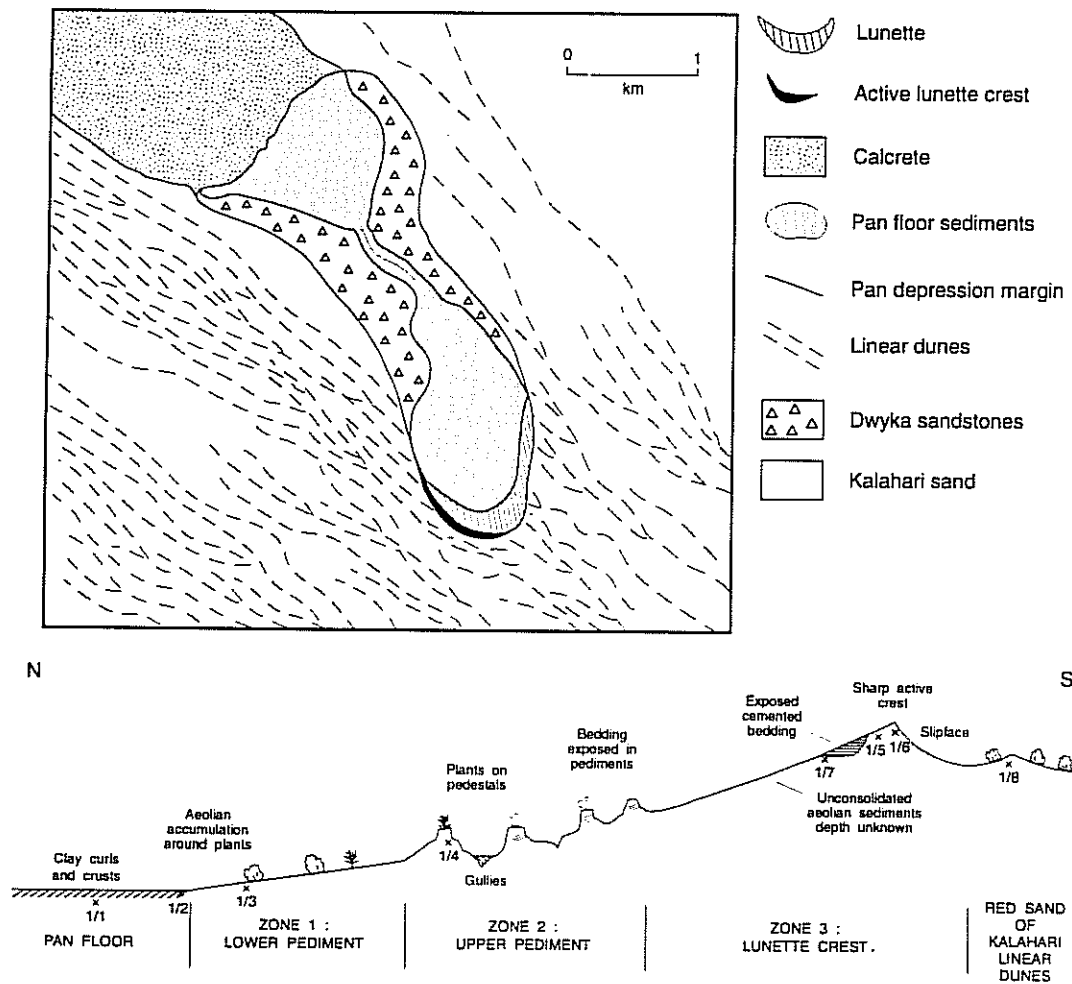 0 1
km
Lunette
Active lunette crest
Calcrete
Pan floor sediments
Pan depression margin
Linear dunes
Dwyka sandstones
Kalahari sand
N
S
Clay curls
and crusts
Aeolian
accumulation
around plants
Plants on
pedestals
Bedding
exposed in
pediments
Exposed
cemented
bedding
Sharp active
crest
Slipface
Unconsolidated
aeolian sediments
depth unknown
Gullies
1/1
1/2
1/3
1/4
1/7
1/5
1/6
1/8
PAN FLOOR
ZONE 1 :
LOWER PEDIMENT
ZONE 2 :
UPPER PEDIMENT
ZONE 3 :
LUNETTE CREST.
RED SAND
OF
KALAHARI
LINEAR
DUNES